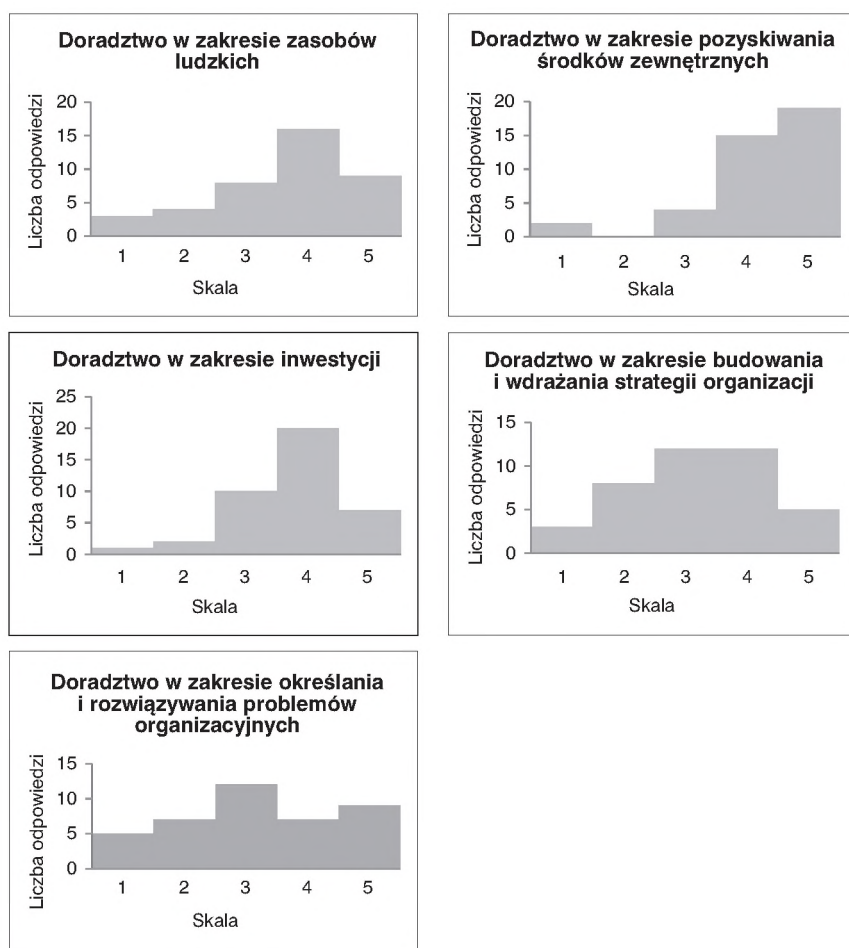 Doradztwo w zakresie zasobów
ludzkich
Liczba odpowiedzi
20
15
10
5
0
1 2 3 4 5
Skala
Doradztwo w zakresie pozyskiwania
środków zewnętrznych
Liczba odpowiedzi
20
15
10
5
0
1 2 3 4 5
Skala
Doradztwo w zakresie inwestycji
Liczba odpowiedzi
25
20
15
10
5
0
1 2 3 4 5
Skala
Doradztwo w zakresie budowania
i wdrażania strategii organizacji
Liczba odpowiedzi
15
10
5
0
1 2 3 4 5
Skala
Doradztwo w zakresie określania
i rozwiązywania problemów
organizacyjnych
Liczba odpowiedzi
15
10
5
0
1 2 3 4 5
Skala